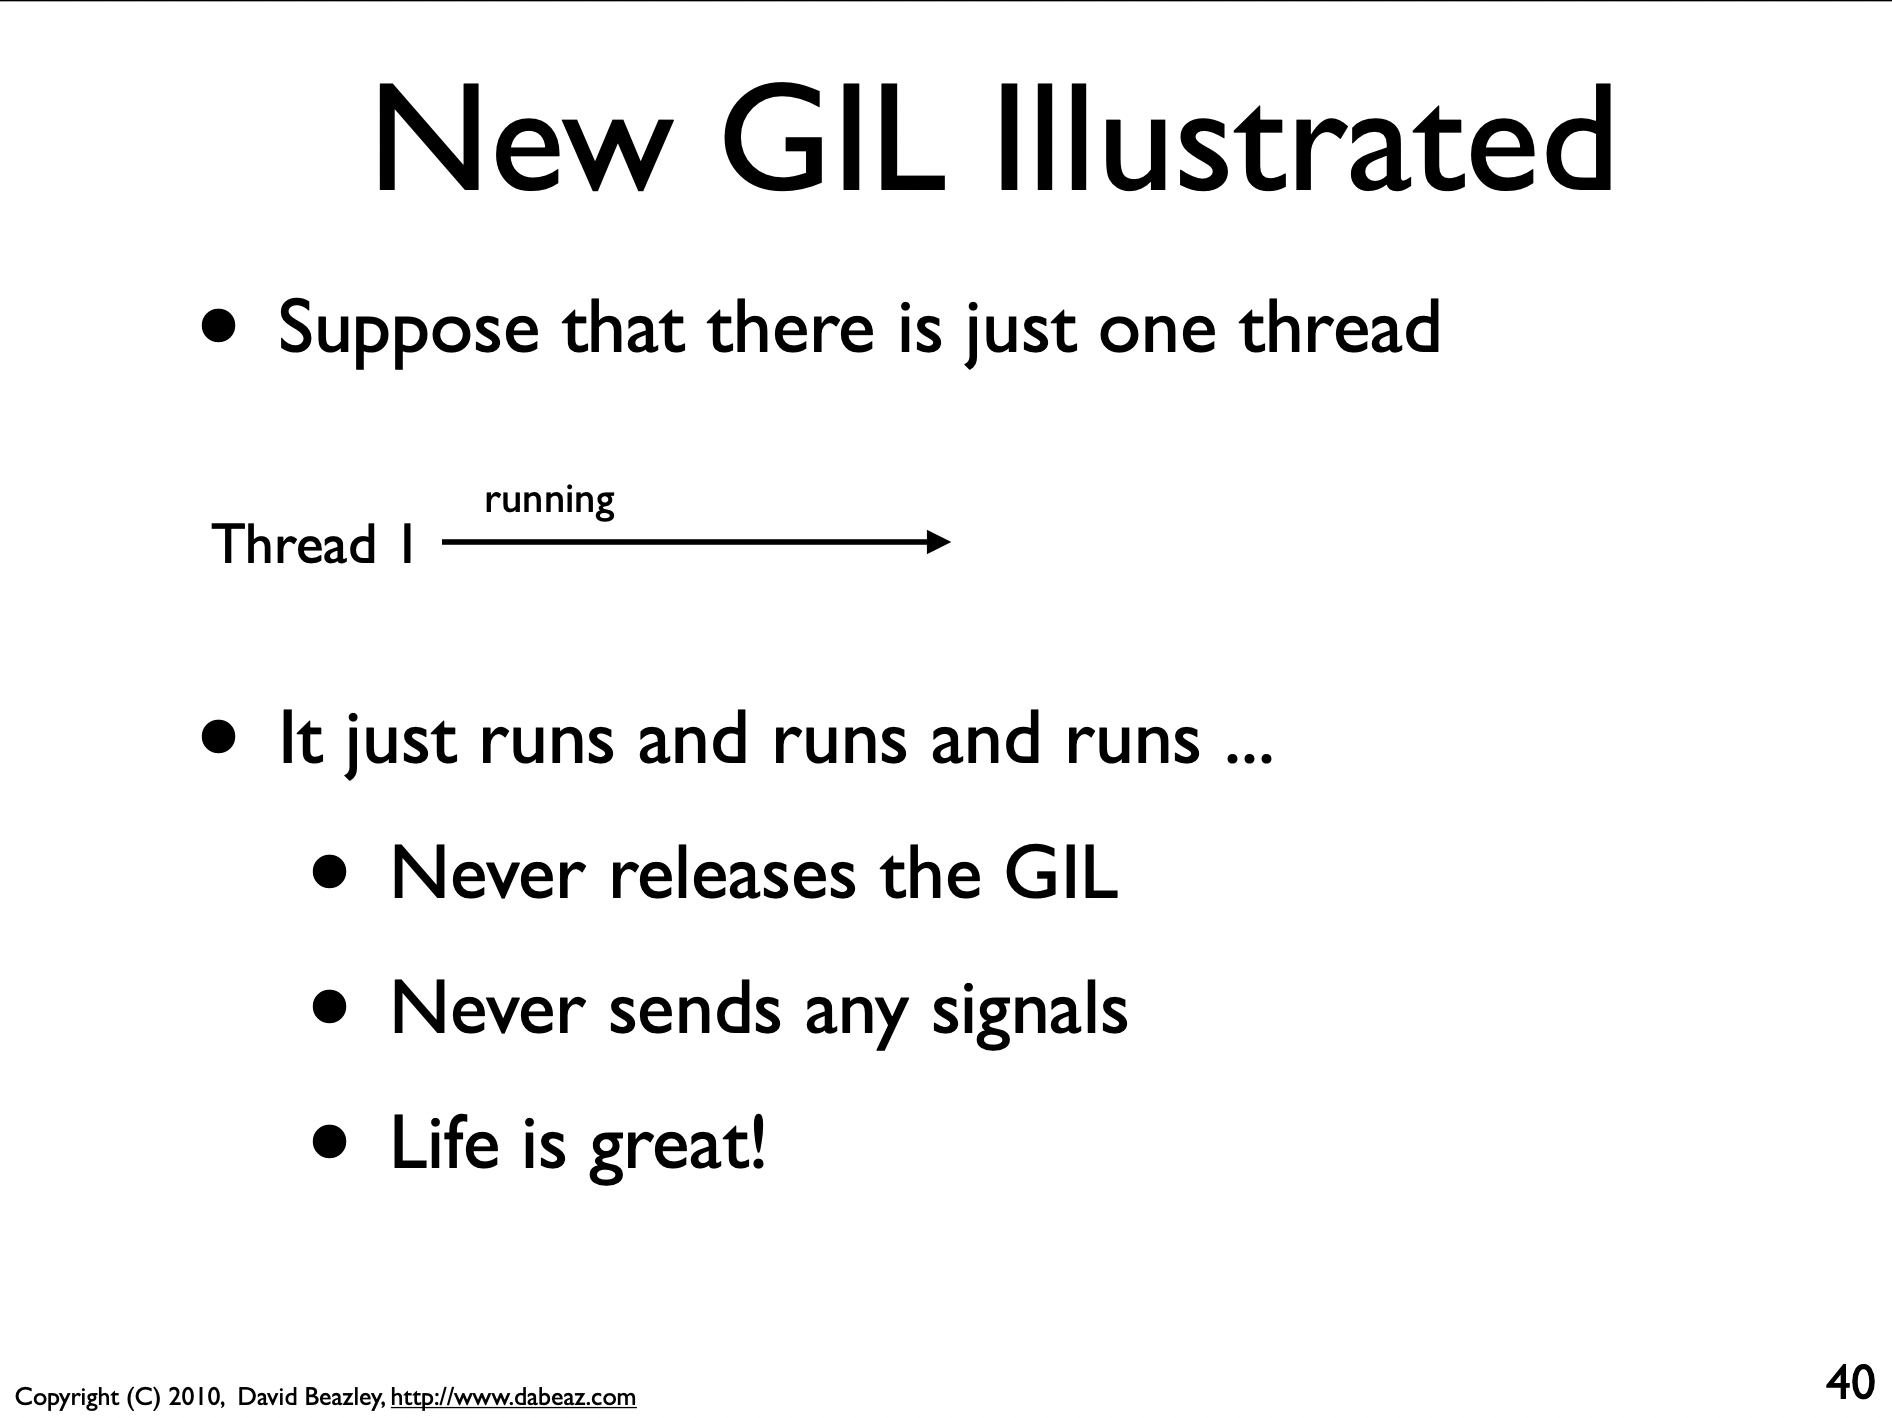 New GIL Illustrated
• Suppose that there is just one thread
running
Thread 1
• It just runs and runs and runs ...
• Never releases the GIL
• Never sends any signals
• Life is great!
Copyright (C) 2010, David Beazley, http://www.dabeaz.com
40